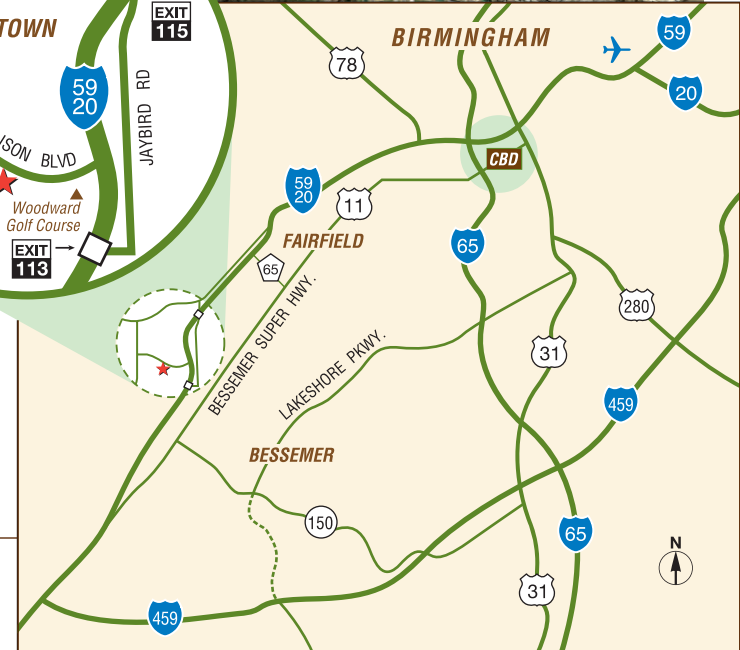 TOWN
EXIT
115
59
20
JAYBIRD RD
SON BLVD
Woodward
Golf Course
EXIT
113
BIRMINGHAM
78
59
20
CBD
59
20
11
FAIRFIELD
65
65
280
BESSEMER SUPER HWY.
LAKESHORE PKWY.
31
459
BESSEMER
150
65
N
31
459